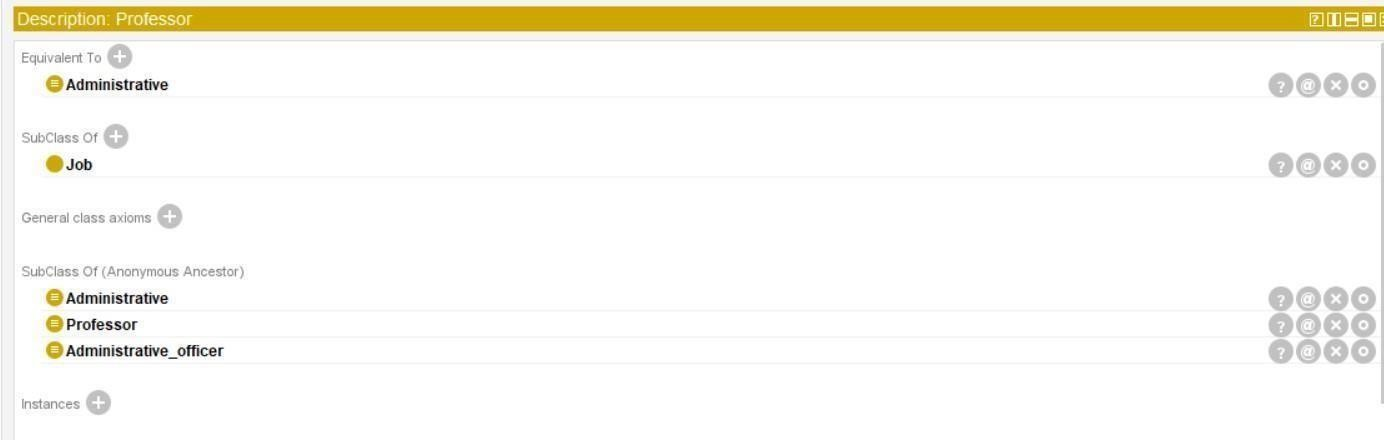 Description: Professor
Equivalent To
Administrative
SubClass Of
Job
General class axioms
SubClass Of (Anonymous Ancestor)
Administrative
Professor
Administrative_officer
Instances